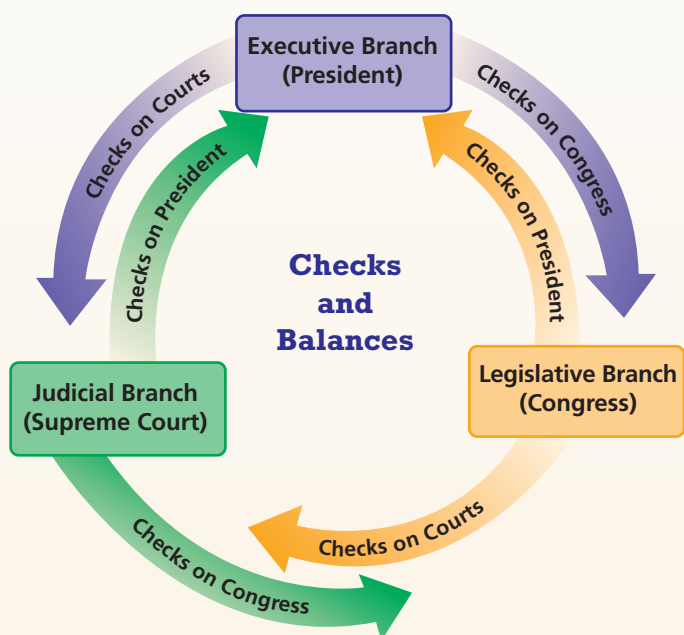 Executive Branch
(President)
Checks on Courts
Checks on President
Checks on President
Checks on Congress
Checks
and
Balances
Judicial Branch
(Supreme Court)
Legislative Branch
(Congress)
Checks on Courts
Checks on Congress